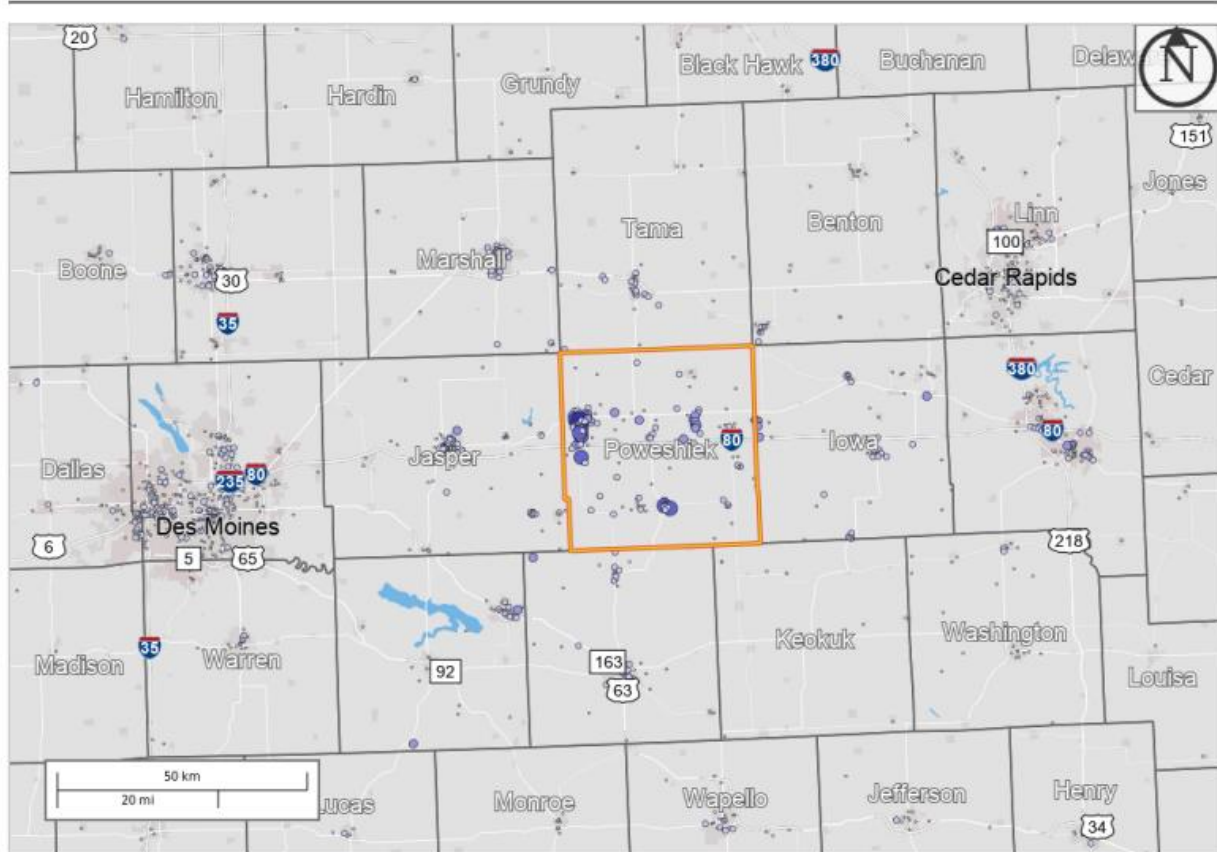 20
Hamilton
Hardin
Grundy
Black Hawk
380
Buchanan
N
151
Jones
Boone
30
35
Marshall
Tama
Benton
Linn
100
Cedar Rapids
Dallas
235
80
Des Moines
6
5
65
Jasper
Poweshiek
80
Iowa
380
80
Cedar
218
Madison
35
Warren
92
163
63
Keokuk
Washington
Louisa
50 km
20 mi
ucas
Monroe
Wapello
Jefferson
Henry
34